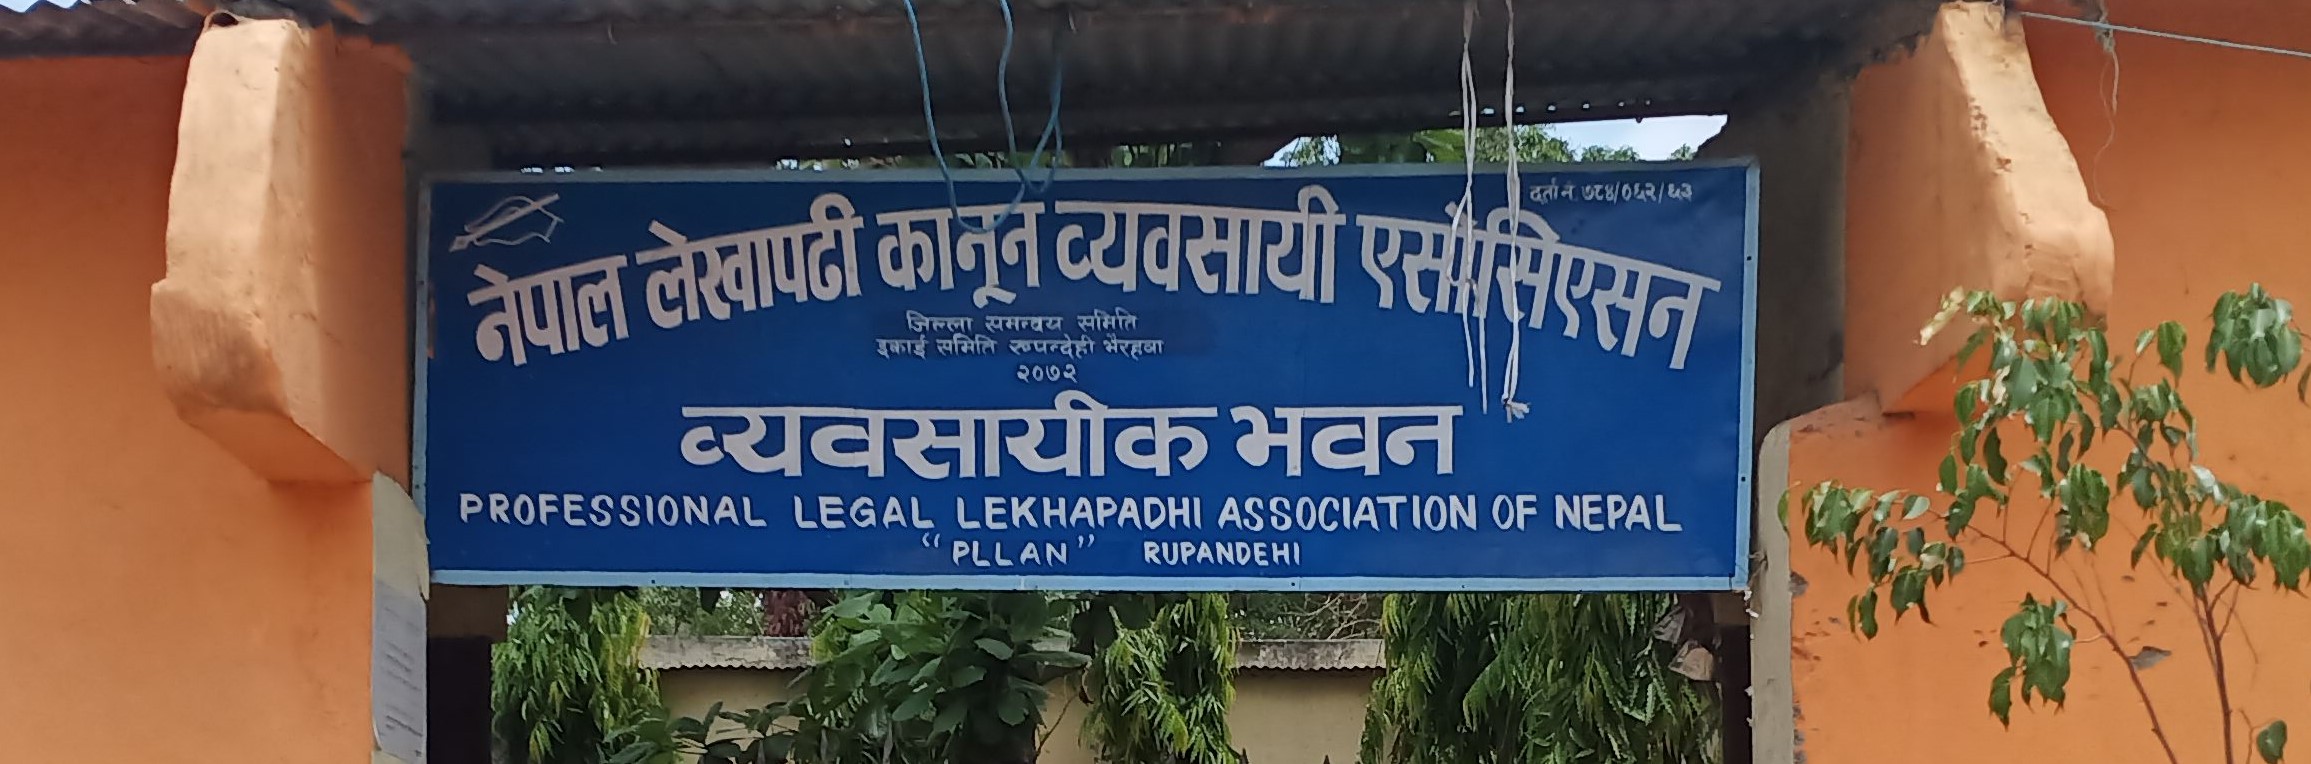 दर्ता नं. ७८४/०६२/६३
नेपाल लेखापढी कानून व्यवसायी एसोसिएसन
जिल्ला समन्वय समिति
इकाई समिति रुपन्देही भैरहवा
२०७२
व्यवसायीक भवन
PROFESSIONAL LEGAL LEKHAPADHI ASSOCIATION OF NEPAL
“PLLAN” RUPANDEHI